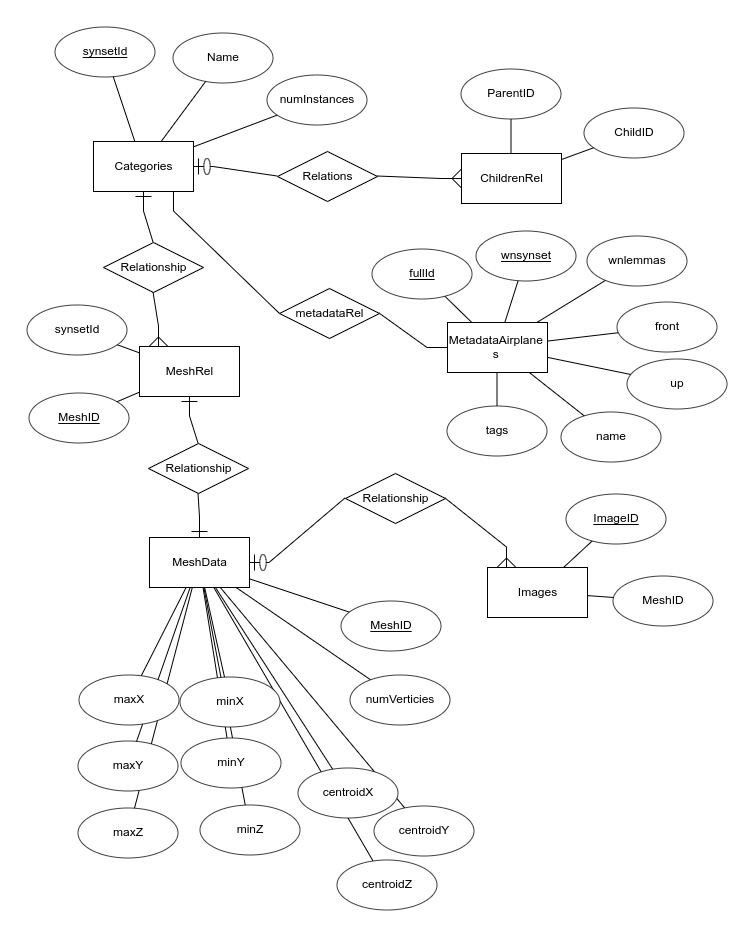 synsetId
Name
numInstances
ParentID
ChildID
Categories
Relations
ChildrenRel
Relationship
fullId
wnsynset
wnlemmas
metadataRel
front
synsetId
MetadataAirplane
s
MeshRel
up
MeshID
tags
name
Relationship
Relationship
ImageID
MeshData
Images
MeshID
MeshID
maxX
minX
numVerticies
maxY
minY
centroidX
maxZ
minZ
centroidY
centroidZ